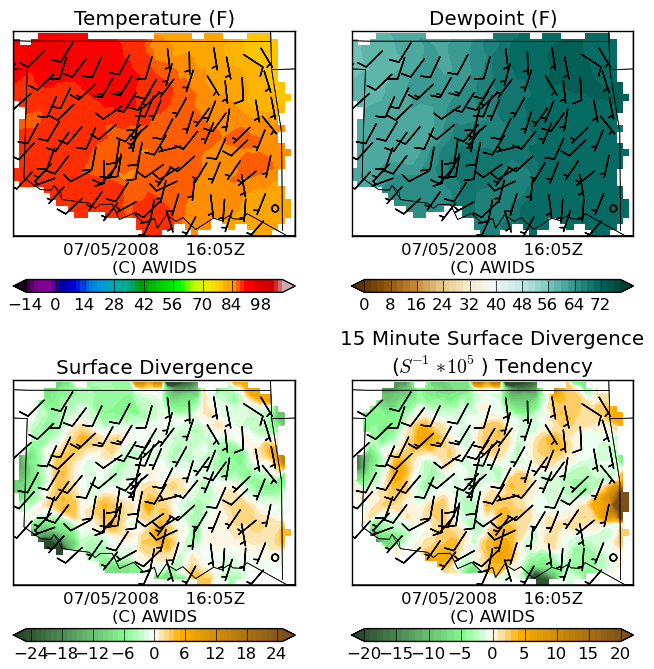 Temperature (F)
Dewpoint (F)
07/05/2008 16:05Z
(C) AWIDS
−14 0 14 28 42 56 70 84 98
07/05/2008 16:05Z
(C) AWIDS
0 8 16 24 32 40 48 56 64 72
Surface Divergence
15 Minute Surface Divergence
(S⁻¹ *10⁵ ) Tendency
07/05/2008 16:05Z
(C) AWIDS
−24 −18 −12 −6 0 6 12 18 24
07/05/2008 16:05Z
(C) AWIDS
−20 −15 −10 −5 0 5 10 15 20